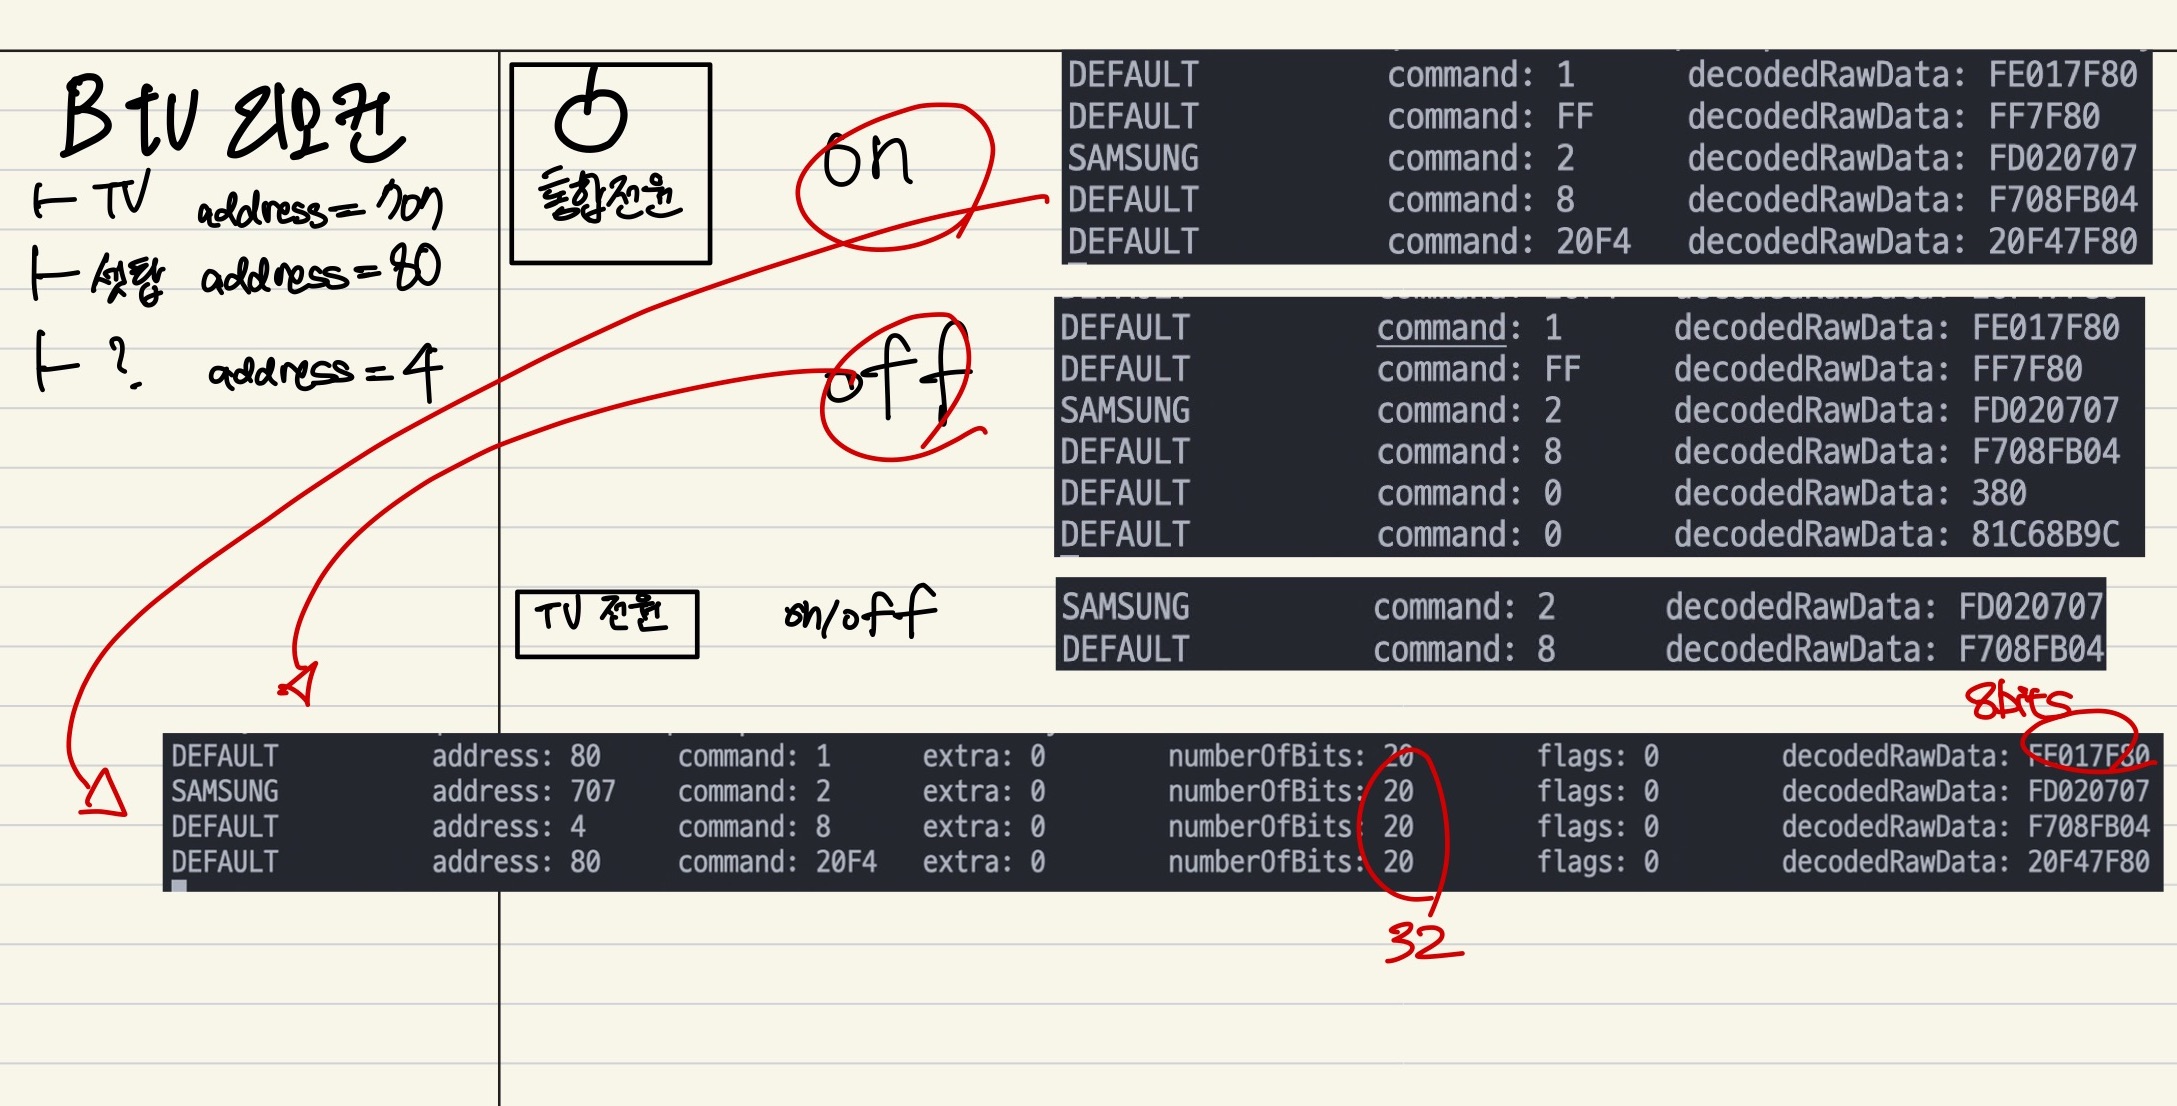 B tv 리모컨
TV address = 707
셋탑 address = 80
? address = 4
통합전원
on
DEFAULT command: 1 decodedRawData: FE017F80
DEFAULT command: FF decodedRawData: FF7F80
SAMSUNG command: 2 decodedRawData: FD020707
DEFAULT command: 8 decodedRawData: F708FB04
DEFAULT command: 20F4 decodedRawData: 20F47F80
off
DEFAULT command: 1 decodedRawData: FE017F80
DEFAULT command: FF decodedRawData: FF7F80
SAMSUNG command: 2 decodedRawData: FD020707
DEFAULT command: 8 decodedRawData: F708FB04
DEFAULT command: 0 decodedRawData: 380
DEFAULT command: 0 decodedRawData: 81C68B9C
TV 전원 on/off
SAMSUNG command: 2 decodedRawData: FD020707
DEFAULT command: 8 decodedRawData: F708FB04
8bits
DEFAULT address: 80 command: 1 extra: 0 numberOfBits: 20 flags: 0 decodedRawData: FE017F80
SAMSUNG address: 707 command: 2 extra: 0 numberOfBits: 20 flags: 0 decodedRawData: FD020707
DEFAULT address: 4 command: 8 extra: 0 numberOfBits: 20 flags: 0 decodedRawData: F708FB04
DEFAULT address: 80 command: 20F4 extra: 0 numberOfBits: 20 flags: 0 decodedRawData: 20F47F80
32